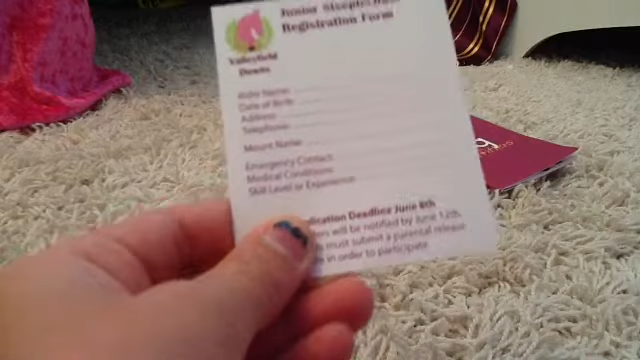 Junior Steeplechase
Registration Form
Valleyfield
Downs
Rider Name:
Date of Birth:
Address:
Telephone:
Mount Name:
Emergency Contact:
Medical Conditions:
Skill Level or Experience:
Application Deadline June 8th
will be notified by June 12th.
must submit a parental release
in order to participate.